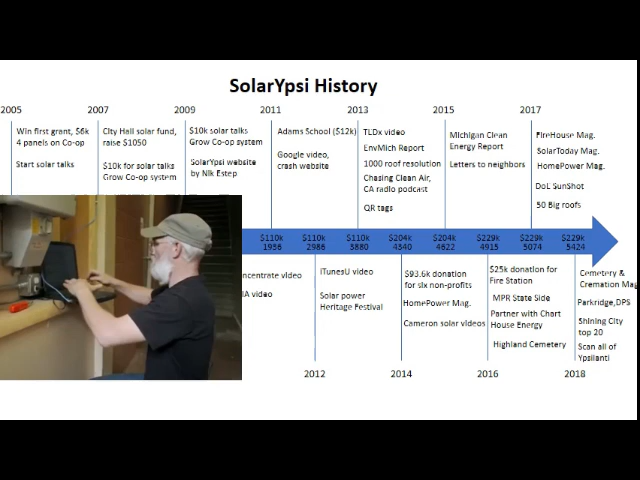 SolarYpsi History
2005
2007
2009
2011
2013
2015
2017
Win first grant, $6k
4 panels on Co-op
Start solar talks
City Hall solar fund,
raise $1050
$10k for solar talks
Grow Co-op system
$10k solar talks
Grow Co-op system
SolarYpsi website
by Nik Estep
Adams School ($12k)
Google video,
crash website
TLDx video
EnvMich Report
1000 roof resolution
Chasing Clean Air,
CA radio podcast
QR tags
Michigan Clean
Energy Report
Letters to neighbors
FireHouse Mag.
SolarToday Mag.
HomePower Mag.
DoL SunShot
50 Big roofs
$110k $110k $110k $204k $204k $229k $229k $229k
1956 2986 3880 4340 4622 4915 5074 5424
ncentrate video
IA video
iTunesU video
Solar power
Heritage Festival
$93.6k donation
for six non-profits
HomePower Mag.
Cameron solar videos
$25k donation for
Fire Station
MPR State Side
Partner with Chart
House Energy
Highland Cemetery
Cemetery &
Cremation Mag
Parkridge,DPS
Shining City
top 20
Scan all of
Ypsilanti
2012
2014
2016
2018